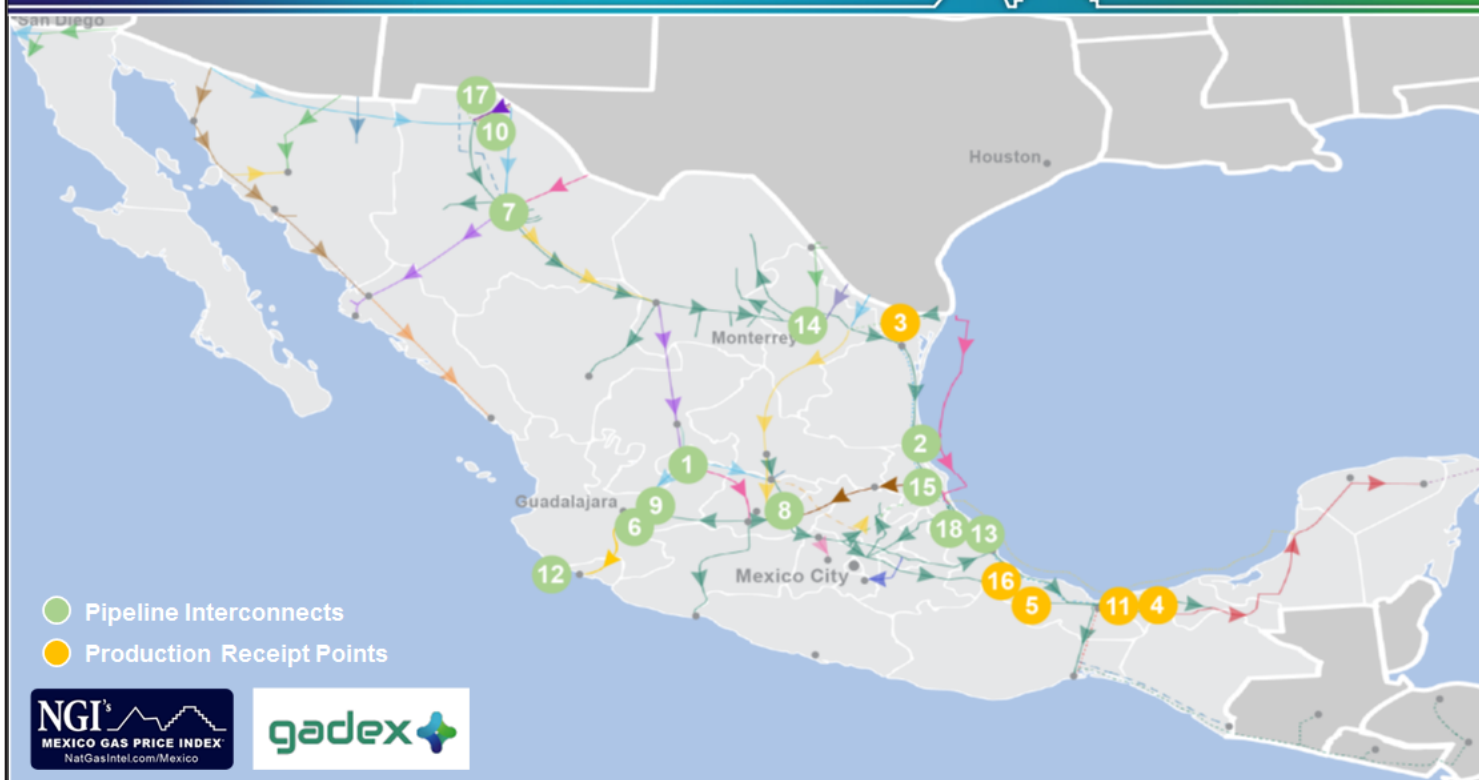 San Diego
17
10
Houston
7
3
14
Monterrey
2
1
15
Guadalajara
9
8
6
18
13
12
Mexico City
16
5
11
4
Pipeline Interconnects
Production Receipt Points
NGI's
MEXICO GAS PRICE INDEX
NatGasIntel.com/Mexico
gadex